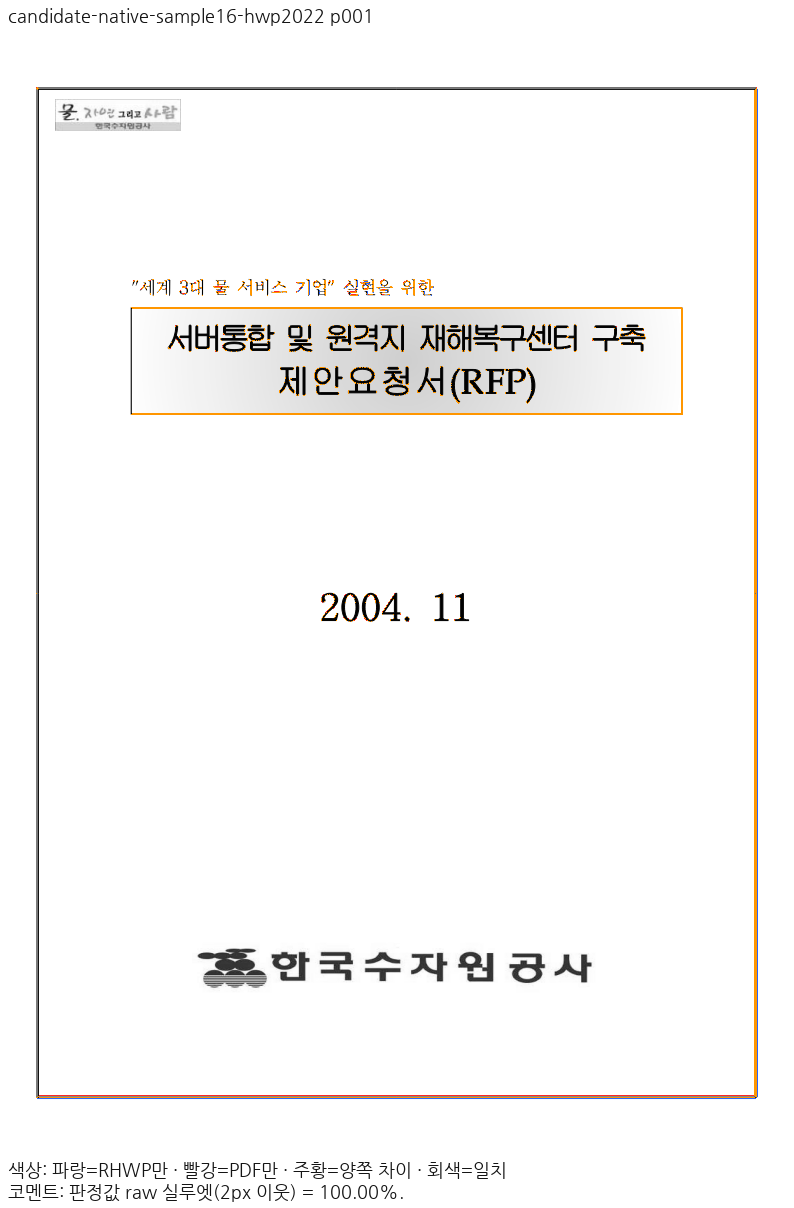 candidate-native-sample16-hwp2022 p001
물, 자연 그리고 사람
한국수자원공사
"세계 3대 물 서비스 기업" 실현을 위한
서버통합 및 원격지 재해복구센터 구축
제안요청서(RFP)
2004. 11
한국수자원공사
색상: 파랑=RHWP만 · 빨강=PDF만 · 주황=양쪽 차이 · 회색=일치
코멘트: 판정값 raw 실루엣(2px 이웃) = 100.00%.